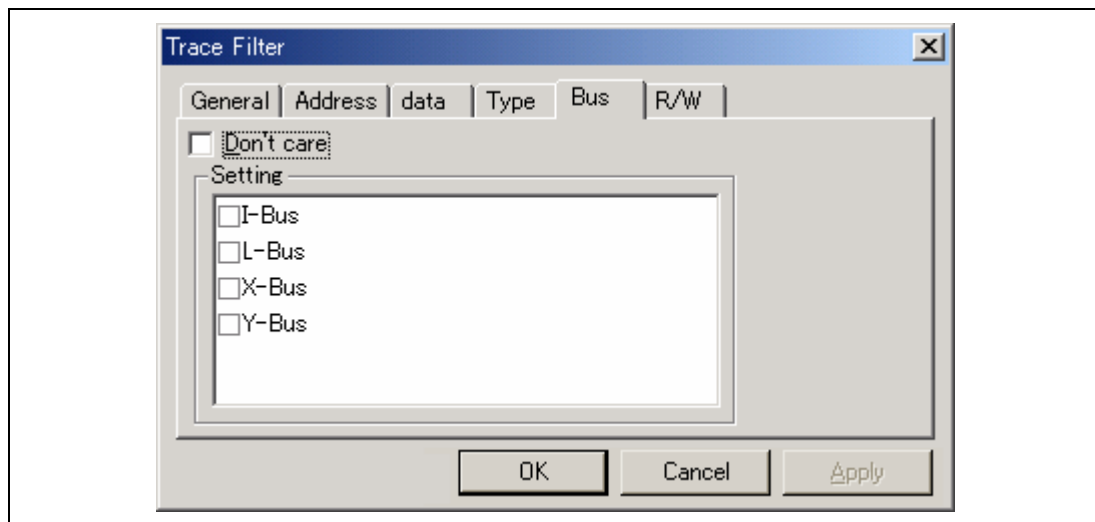 Trace Filter
General Address data Type Bus R/W
Don't care
Setting
I-Bus
L-Bus
X-Bus
Y-Bus
OK Cancel Apply